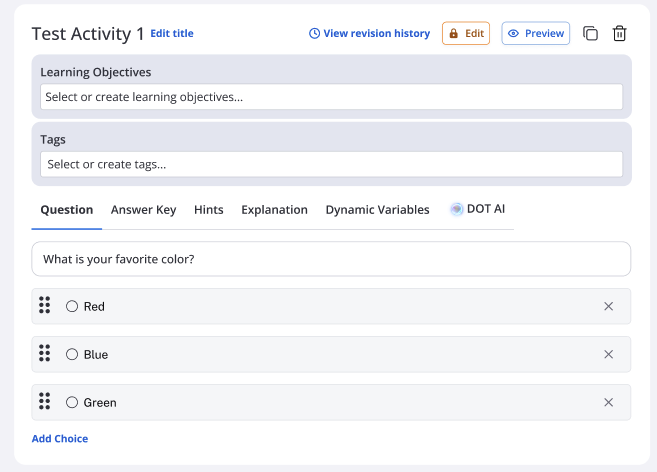 Test Activity 1 Edit title View revision history Edit Preview
Learning Objectives
Select or create learning objectives...
Tags
Select or create tags...
Question Answer Key Hints Explanation Dynamic Variables DOT AI
What is your favorite color?
Red
Blue
Green
Add Choice